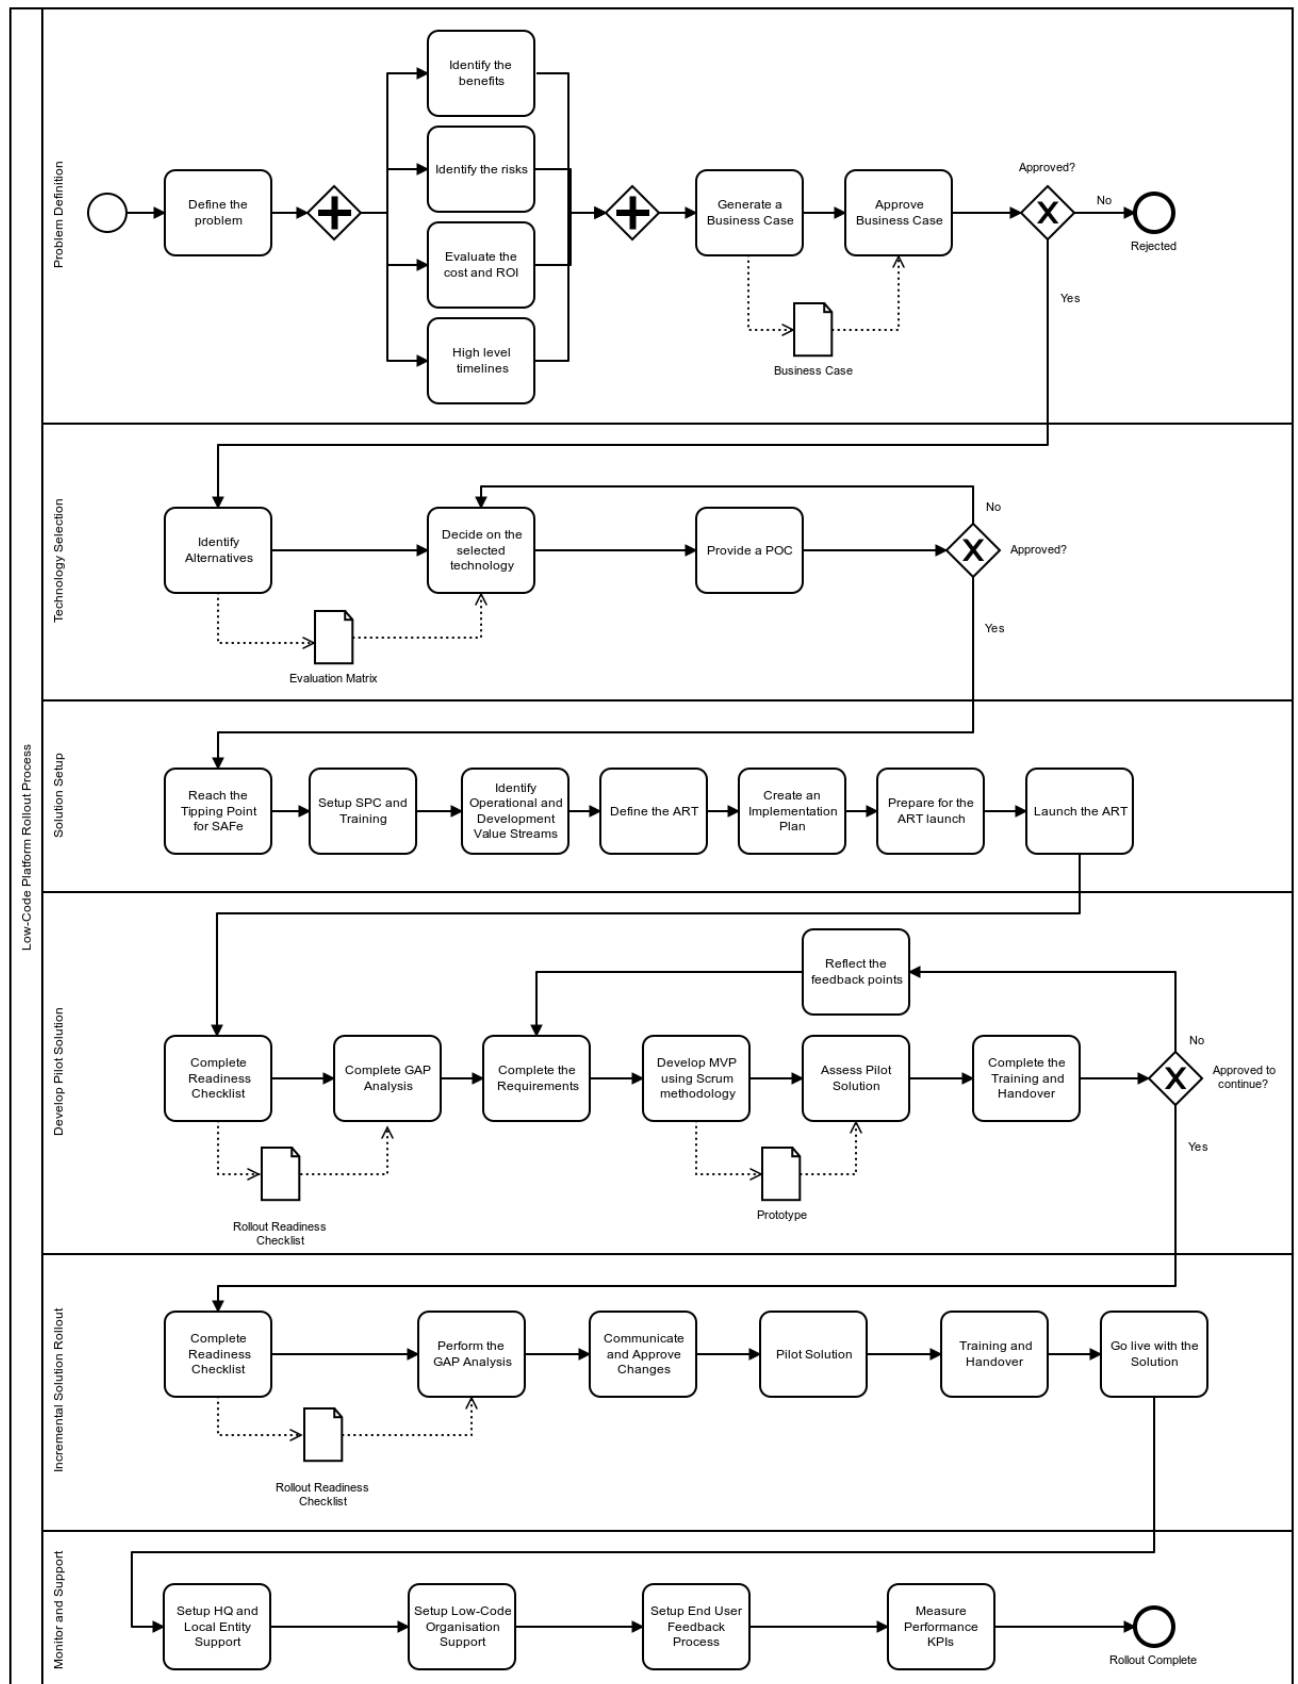 Low-Code Platform Rollout Process
Problem Definition
Define the
problem
Identify the
benefits
Identify the risks
Evaluate the
cost and ROI
High level
timelines
Generate a
Business Case
Approve
Business Case
Business Case
Approved?
No
Rejected
Yes
Technology Selection
Identify
Alternatives
Decide on the
selected
technology
Provide a POC
No
Approved?
Yes
Evaluation Matrix
Solution Setup
Reach the
Tipping Point
for SAFe
Setup SPC and
Training
Identify
Operational and
Development
Value Streams
Define the ART
Create an
Implementation
Plan
Prepare for the
ART launch
Launch the ART
Develop Pilot Solution
Reflect the
feedback points
Complete
Readiness
Checklist
Complete GAP
Analysis
Complete the
Requirements
Develop MVP
using Scrum
methodology
Assess Pilot
Solution
Complete the
Training and
Handover
No
Approved to
continue?
Yes
Rollout Readiness
Checklist
Prototype
Incremental Solution Rollout
Complete
Readiness
Checklist
Perform the
GAP Analysis
Communicate
and Approve
Changes
Pilot Solution
Training and
Handover
Go live with the
Solution
Rollout Readiness
Checklist
Monitor and Support
Setup HQ and
Local Entity
Support
Setup Low-Code
Organisation
Support
Setup End User
Feedback
Process
Measure
Performance
KPIs
Rollout Complete